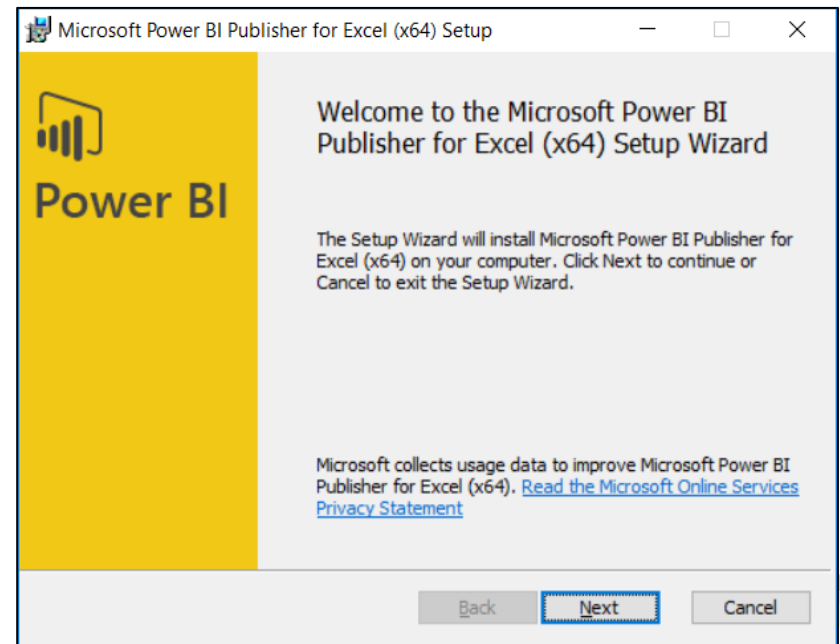 Microsoft Power BI Publisher for Excel (x64) Setup
Power BI
Welcome to the Microsoft Power BI
Publisher for Excel (x64) Setup Wizard
The Setup Wizard will install Microsoft Power BI Publisher for
Excel (x64) on your computer. Click Next to continue or
Cancel to exit the Setup Wizard.
Microsoft collects usage data to improve Microsoft Power BI
Publisher for Excel (x64). Read the Microsoft Online Services
Privacy Statement
Back Next Cancel